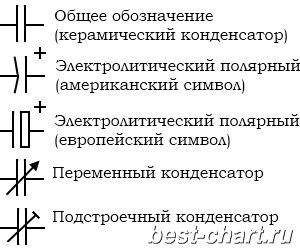 Общее обозначение
(керамический конденсатор)
+
Электролитический полярный
(американский символ)
+
Электролитический полярный
(европейский символ)
Переменный конденсатор
Подстроечный конденсатор
best-chart.ru